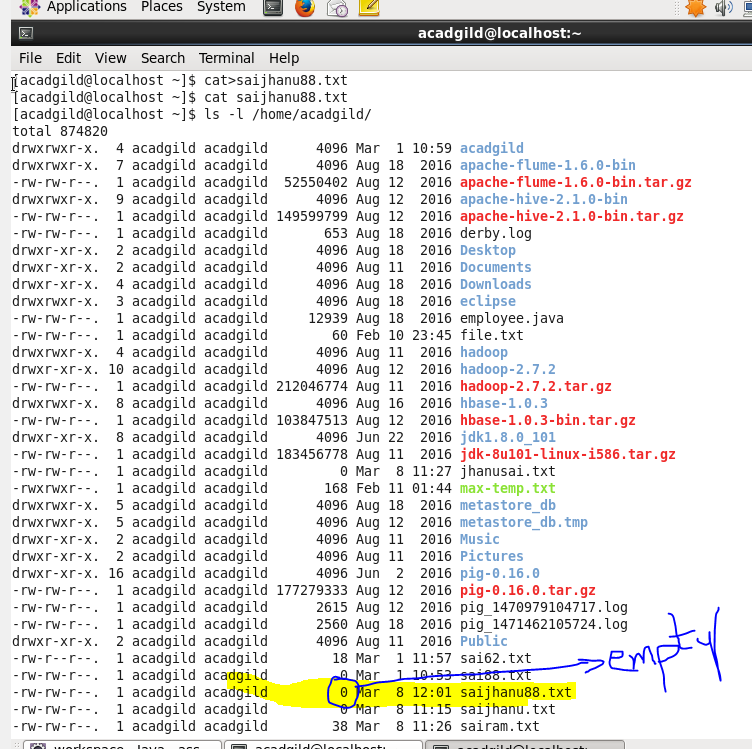 Applications Places System
acadgild@localhost:~
File Edit View Search Terminal Help
[acadgild@localhost ~]$ cat>saijhanu88.txt
[acadgild@localhost ~]$ cat saijhanu88.txt
[acadgild@localhost ~]$ ls -l /home/acadgild/
total 874820
drwxrwxr-x. 4 acadgild acadgild 4096 Mar 1 10:59 acadgild
drwxrwxr-x. 7 acadgild acadgild 4096 Aug 18 2016 apache-flume-1.6.0-bin
-rw-rw-r--. 1 acadgild acadgild 52550402 Aug 12 2016 apache-flume-1.6.0-bin.tar.gz
drwxrwxr-x. 9 acadgild acadgild 4096 Aug 12 2016 apache-hive-2.1.0-bin
-rw-rw-r--. 1 acadgild acadgild 149599799 Aug 12 2016 apache-hive-2.1.0-bin.tar.gz
-rw-rw-r--. 1 acadgild acadgild 653 Aug 18 2016 derby.log
drwxr-xr-x. 2 acadgild acadgild 4096 Aug 18 2016 Desktop
drwxr-xr-x. 2 acadgild acadgild 4096 Aug 11 2016 Documents
drwxr-xr-x. 4 acadgild acadgild 4096 Aug 18 2016 Downloads
drwxrwxr-x. 3 acadgild acadgild 4096 Aug 18 2016 eclipse
-rw-rw-r--. 1 acadgild acadgild 12939 Aug 18 2016 employee.java
-rw-rw-r--. 1 acadgild acadgild 60 Feb 10 23:45 file.txt
drwxrwxr-x. 4 acadgild acadgild 4096 Aug 11 2016 hadoop
drwxr-xr-x. 10 acadgild acadgild 4096 Aug 12 2016 hadoop-2.7.2
-rw-rw-r--. 1 acadgild acadgild 212046774 Aug 11 2016 hadoop-2.7.2.tar.gz
drwxrwxr-x. 8 acadgild acadgild 4096 Aug 16 2016 hbase-1.0.3
-rw-rw-r--. 1 acadgild acadgild 103847513 Aug 12 2016 hbase-1.0.3-bin.tar.gz
drwxr-xr-x. 8 acadgild acadgild 4096 Jun 22 2016 jdk1.8.0_101
-rw-rw-r--. 1 acadgild acadgild 183456778 Aug 11 2016 jdk-8u101-linux-i586.tar.gz
-rw-rw-r--. 1 acadgild acadgild 0 Mar 8 11:27 jhanusai.txt
-rwxrwxr--. 1 acadgild acadgild 168 Feb 11 01:44 max-temp.txt
drwxrwxr-x. 5 acadgild acadgild 4096 Aug 18 2016 metastore_db
drwxrwxr-x. 5 acadgild acadgild 4096 Aug 12 2016 metastore_db.tmp
drwxr-xr-x. 2 acadgild acadgild 4096 Aug 11 2016 Music
drwxr-xr-x. 2 acadgild acadgild 4096 Aug 11 2016 Pictures
drwxr-xr-x. 16 acadgild acadgild 4096 Jun 2 2016 pig-0.16.0
-rw-rw-r--. 1 acadgild acadgild 177279333 Aug 12 2016 pig-0.16.0.tar.gz
-rw-rw-r--. 1 acadgild acadgild 2615 Aug 12 2016 pig_1470979104717.log
-rw-rw-r--. 1 acadgild acadgild 2560 Aug 18 2016 pig_1471462105724.log
drwxr-xr-x. 2 acadgild acadgild 4096 Aug 11 2016 Public
-rw-r--r--. 1 acadgild acadgild 18 Mar 1 11:57 sai62.txt
empty
-rw-rw-r--. 1 acadgild acadgild 0 Mar 8 10:53 sai88.txt
-rw-rw-r--. 1 acadgild acadgild 0 Mar 8 12:01 saijhanu88.txt
-rw-rw-r--. 1 acadgild acadgild 0 Mar 8 11:15 saijhanu.txt
-rw-rw-r--. 1 acadgild acadgild 38 Mar 8 11:26 sairam.txt